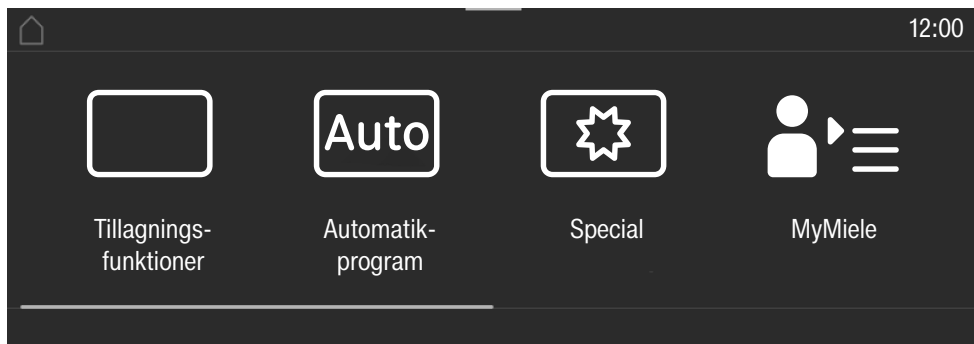 12:00
Auto
Tillagnings-
funktioner
Automatik-
program
Special
MyMiele